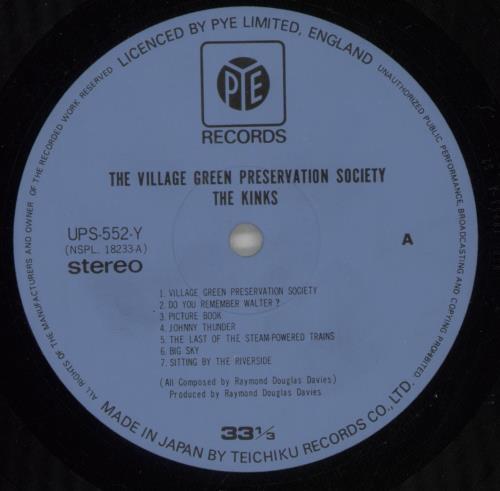 LICENCED BY PYE LIMITED, ENGLAND
UNAUTHORIZED PUBLIC PERFORMANCE, BROADCASTING AND COPYING PROHIBITED.
ALL RIGHTS OF THE MANUFACTURERS AND OWNER OF THE RECORDED WORK RESERVED
PYE
RECORDS
THE VILLAGE GREEN PRESERVATION SOCIETY
THE KINKS
UPS-552-Y
(NSPL. 18233-A)
stereo
A
1. VILLAGE GREEN PRESERVATION SOCIETY
2. DO YOU REMEMBER WALTER ?
3. PICTURE BOOK
4. JOHNNY THUNDER
5. THE LAST OF THE STEAM-POWERED TRAINS
6. BIG SKY
7. SITTING BY THE RIVERSIDE
(All Composed by Raymond Douglas Davies)
Produced by Raymond Douglas Davies
33 1/3
MADE IN JAPAN BY TEICHIKU RECORDS CO., LTD.